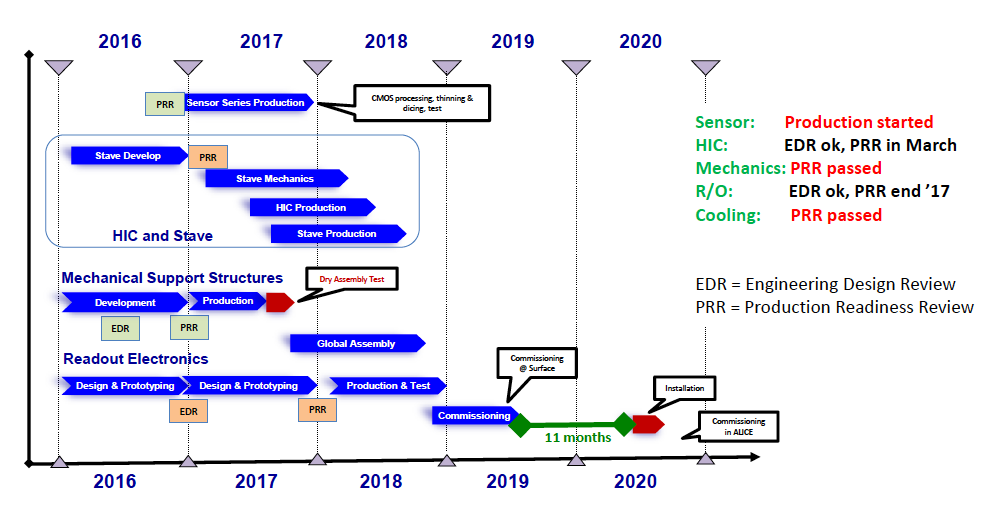 2016 2017 2018 2019 2020
PRR
Sensor Series Production
CMOS processing, thinning &
dicing, test
Sensor: Production started
HIC: EDR ok, PRR in March
Mechanics: PRR passed
R/O: EDR ok, PRR end ’17
Cooling: PRR passed
Stave Develop
PRR
Stave Mechanics
HIC Production
Stave Production
HIC and Stave
Mechanical Support Structures
Dry Assembly Test
Development
Production
EDR
PRR
EDR = Engineering Design Review
PRR = Production Readiness Review
Global Assembly
Readout Electronics
Commissioning
@ Surface
Design & Prototyping
Design & Prototyping
Production & Test
EDR
PRR
Commissioning
11 months
Installation
Commissioning
in ALICE
2016 2017 2018 2019 2020